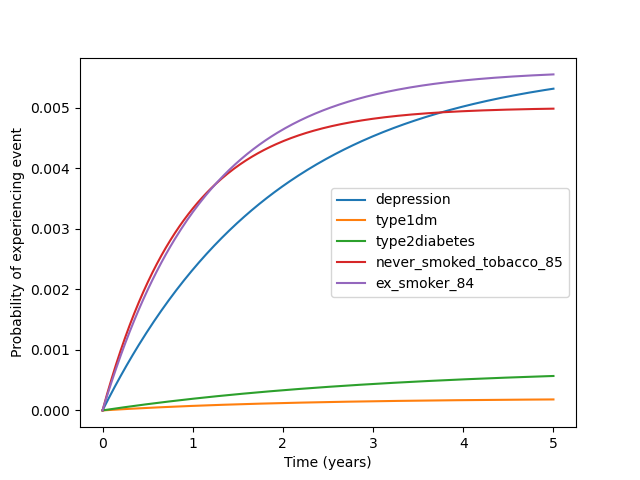 0.005
0.004
0.003
0.002
0.001
0.000
Probability of experiencing event
depression
type1dm
type2diabetes
never_smoked_tobacco_85
ex_smoker_84
0 1 2 3 4 5
Time (years)